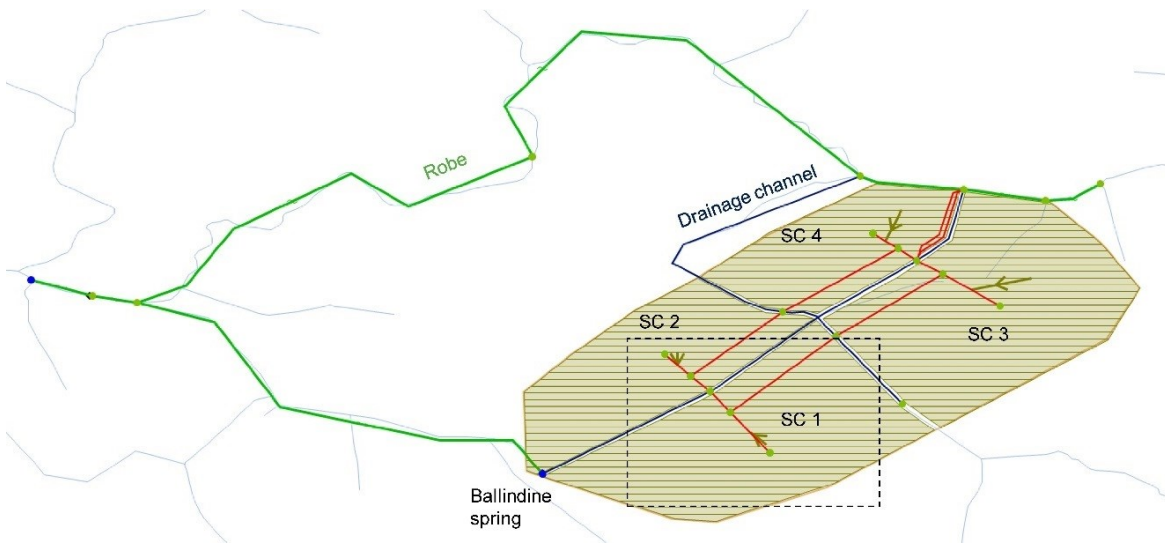 Robe
Drainage channel
SC 4
SC 2
SC 3
SC 1
Ballindine
spring